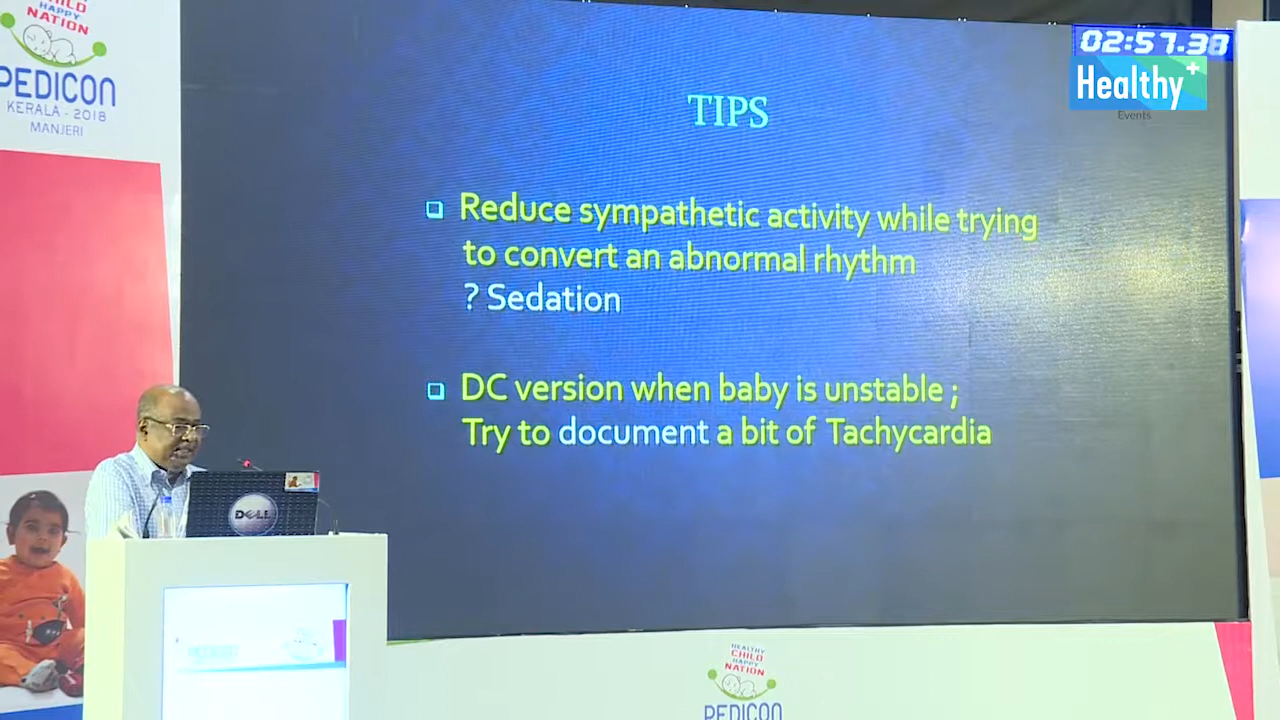 CHILD
HAPPY
NATION
PEDICON
KERALA - 2018
MANJERI
02:57.38
Healthy+
Events
TIPS
Reduce sympathetic activity while trying
to convert an abnormal rhythm
? Sedation
DC version when baby is unstable ;
Try to document a bit of Tachycardia
DELL
HEALTHY
CHILD
HAPPY
NATION
PEDICON